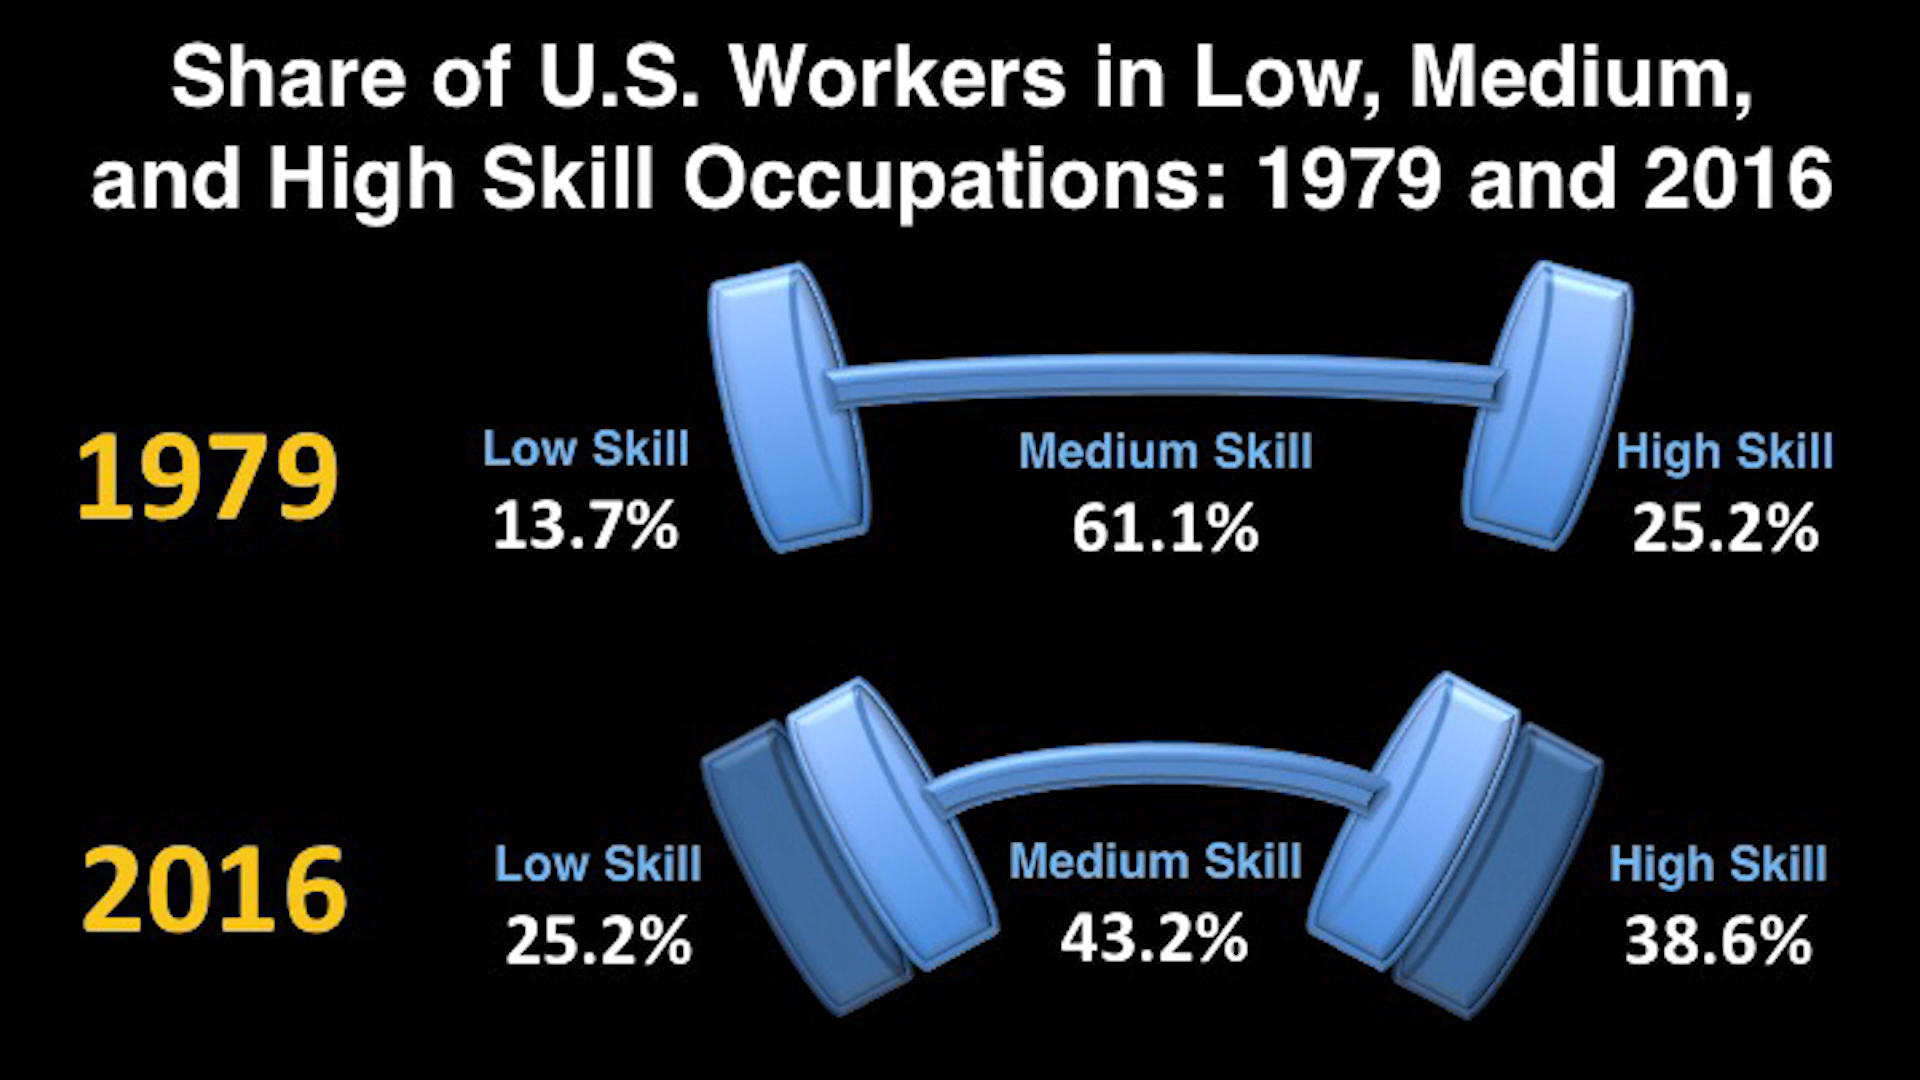 Share of U.S. Workers in Low, Medium,
and High Skill Occupations: 1979 and 2016
1979
Low Skill
13.7%
Medium Skill
61.1%
High Skill
25.2%
2016
Low Skill
25.2%
Medium Skill
43.2%
High Skill
38.6%